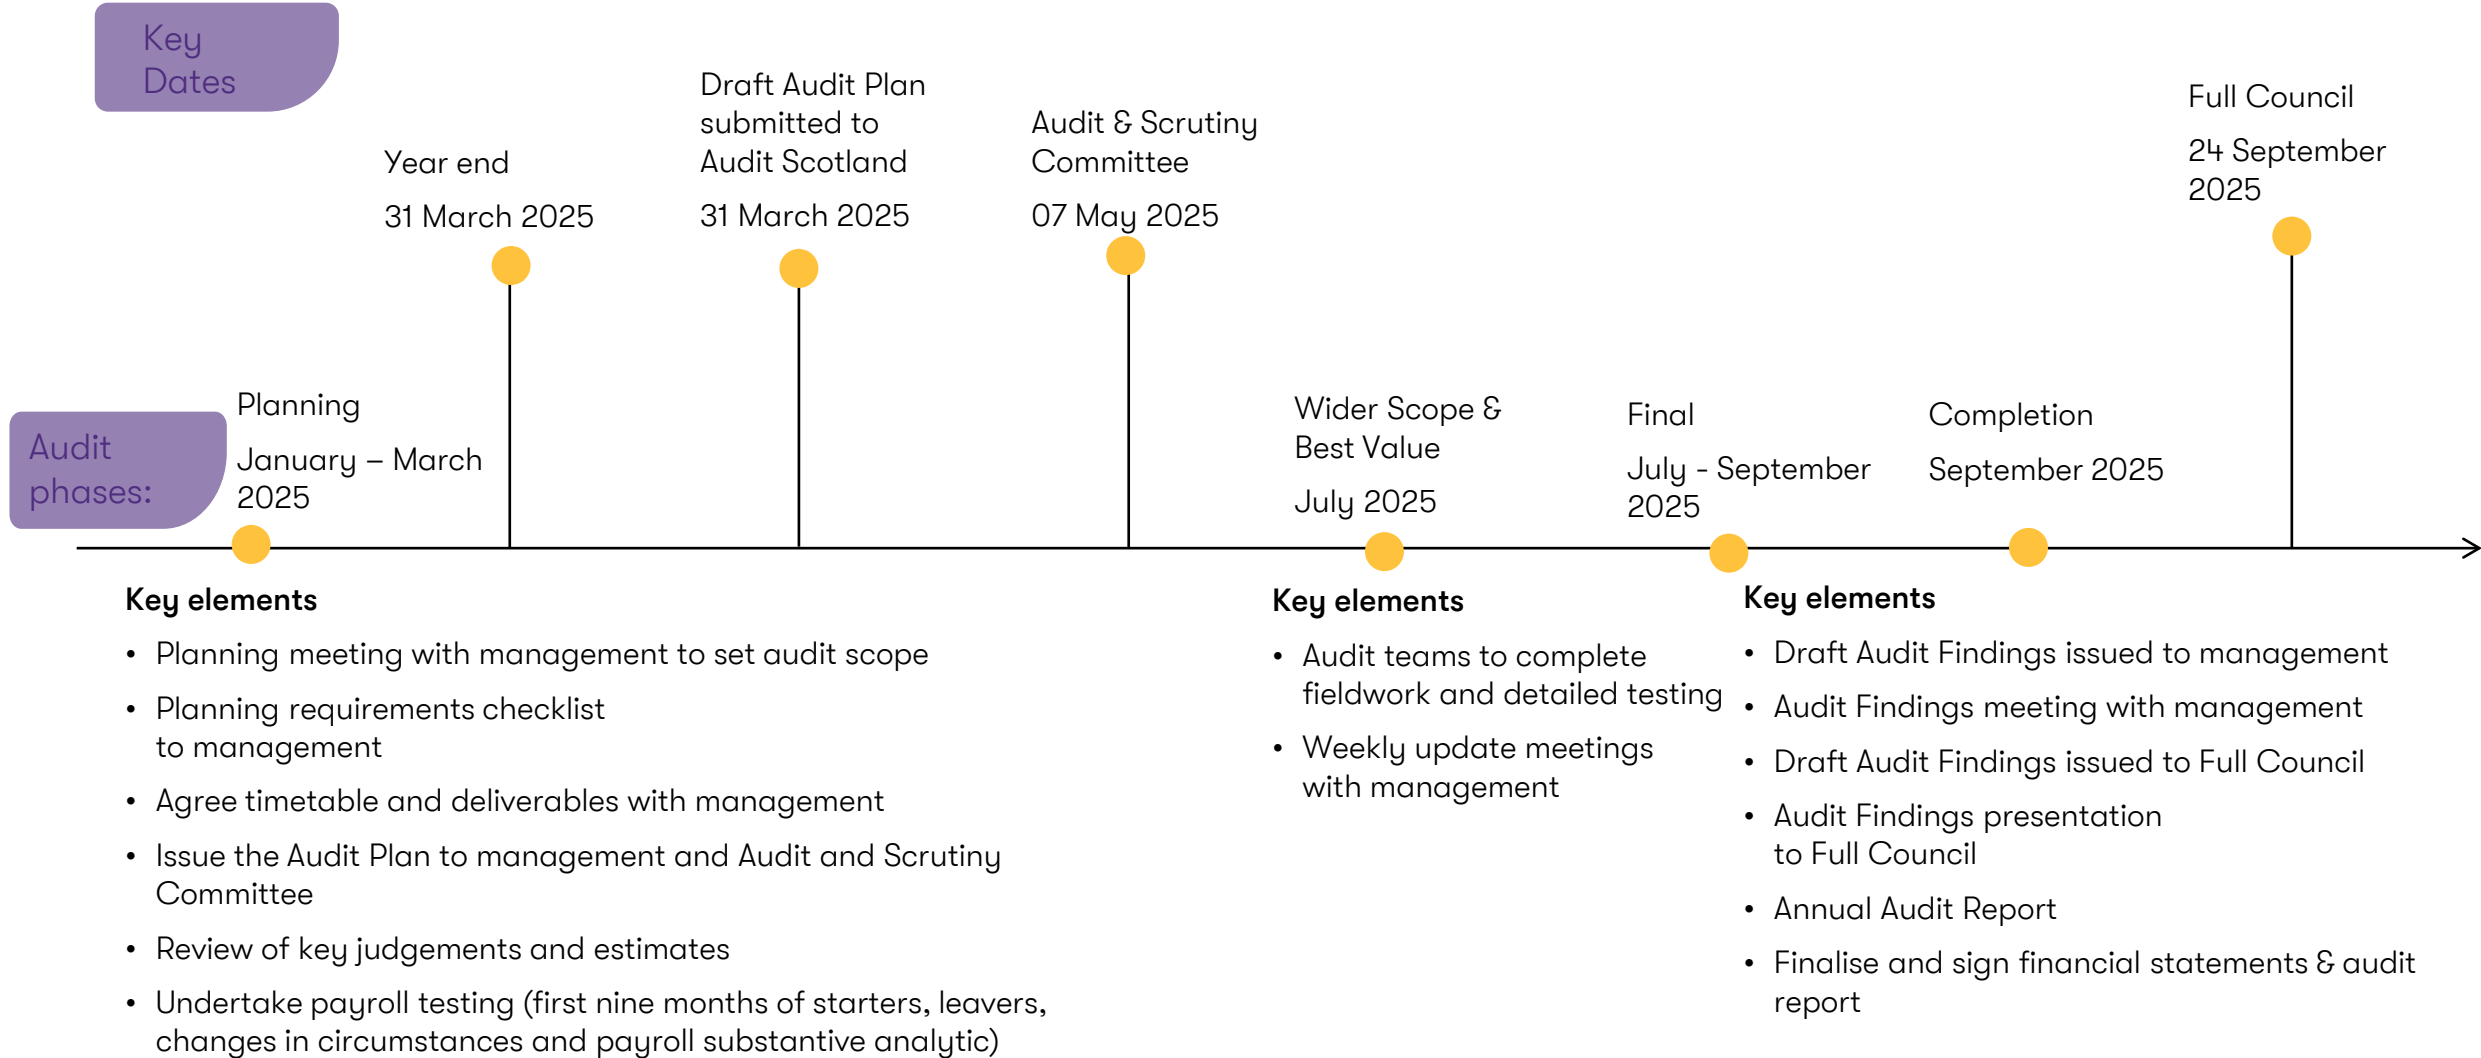 Key
Dates
Year end
31 March 2025
Draft Audit Plan
submitted to
Audit Scotland
31 March 2025
Audit & Scrutiny
Committee
07 May 2025
Full Council
24 September
2025
Audit
phases:
Planning
January – March
2025
Wider Scope &
Best Value
July 2025
Final
July - September
2025
Completion
September 2025
Key elements
• Planning meeting with management to set audit scope
• Planning requirements checklist
to management
• Agree timetable and deliverables with management
• Issue the Audit Plan to management and Audit and Scrutiny
Committee
• Review of key judgements and estimates
• Undertake payroll testing (first nine months of starters, leavers,
changes in circumstances and payroll substantive analytic)
Key elements
• Audit teams to complete
fieldwork and detailed testing
• Weekly update meetings
with management
Key elements
• Draft Audit Findings issued to management
• Audit Findings meeting with management
• Draft Audit Findings issued to Full Council
• Audit Findings presentation
to Full Council
• Annual Audit Report
• Finalise and sign financial statements & audit
report